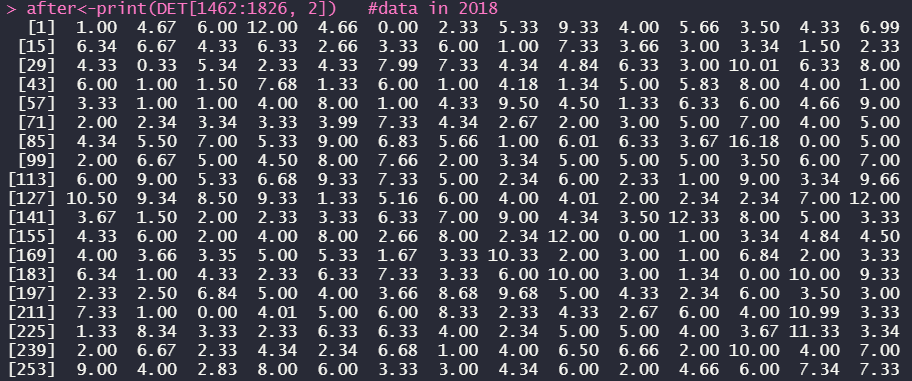 > after<-print(DET[1462:1826, 2])   #data in 2018
[1]  1.00  4.67  6.00 12.00  4.66  0.00  2.33  5.33  9.33  4.00  5.66  3.50  4.33  6.99
[15]  6.34  6.67  4.33  6.33  2.66  3.33  6.00  1.00  7.33  3.66  3.00  3.34  1.50  2.33
[29]  4.33  0.33  5.34  2.33  4.33  7.99  7.33  4.34  4.84  6.33  3.00 10.01  6.33  8.00
[43]  6.00  1.00  1.50  7.68  1.33  6.00  1.00  4.18  1.34  5.00  5.83  8.00  4.00  1.00
[57]  3.33  1.00  1.00  4.00  8.00  1.00  4.33  9.50  4.50  1.33  6.33  6.00  4.66  9.00
[71]  2.00  2.34  3.34  3.33  3.99  7.33  4.34  2.67  2.00  3.00  5.00  7.00  4.00  5.00
[85]  4.34  5.50  7.00  5.33  9.00  6.83  5.66  1.00  6.01  6.33  3.67 16.18  0.00  5.00
[99]  2.00  6.67  5.00  4.50  8.00  7.66  2.00  3.34  5.00  5.00  5.00  3.50  6.00  7.00
[113]  6.00  9.00  5.33  6.68  9.33  7.33  5.00  2.34  6.00  2.33  1.00  9.00  3.34  9.66
[127] 10.50  9.34  8.50  9.33  1.33  5.16  6.00  4.00  4.01  2.00  2.34  2.34  7.00 12.00
[141]  3.67  1.50  2.00  2.33  3.33  6.33  7.00  9.00  4.34  3.50 12.33  8.00  5.00  3.33
[155]  4.33  6.00  2.00  4.00  8.00  2.66  8.00  2.34 12.00  0.00  1.00  3.34  4.84  4.50
[169]  4.00  3.66  3.35  5.00  5.33  1.67  3.33 10.33  2.00  3.00  1.00  6.84  2.00  3.33
[183]  6.34  1.00  4.33  2.33  6.33  7.33  3.33  6.00 10.00  3.00  1.34  0.00 10.00  9.33
[197]  2.33  2.50  6.84  5.00  4.00  3.66  8.68  9.68  5.00  4.33  2.34  6.00  3.50  3.00
[211]  7.33  1.00  0.00  4.01  5.00  6.00  8.33  2.33  4.33  2.67  6.00  4.00 10.99  3.33
[225]  1.33  8.34  3.33  2.33  6.33  6.33  4.00  2.34  5.00  5.00  4.00  3.67 11.33  3.34
[239]  2.00  6.67  2.33  4.34  2.34  6.68  1.00  4.00  6.50  6.66  2.00 10.00  4.00  7.00
[253]  9.00  4.00  2.83  8.00  6.00  3.33  3.00  4.34  6.00  2.00  4.66  6.00  7.34  7.33